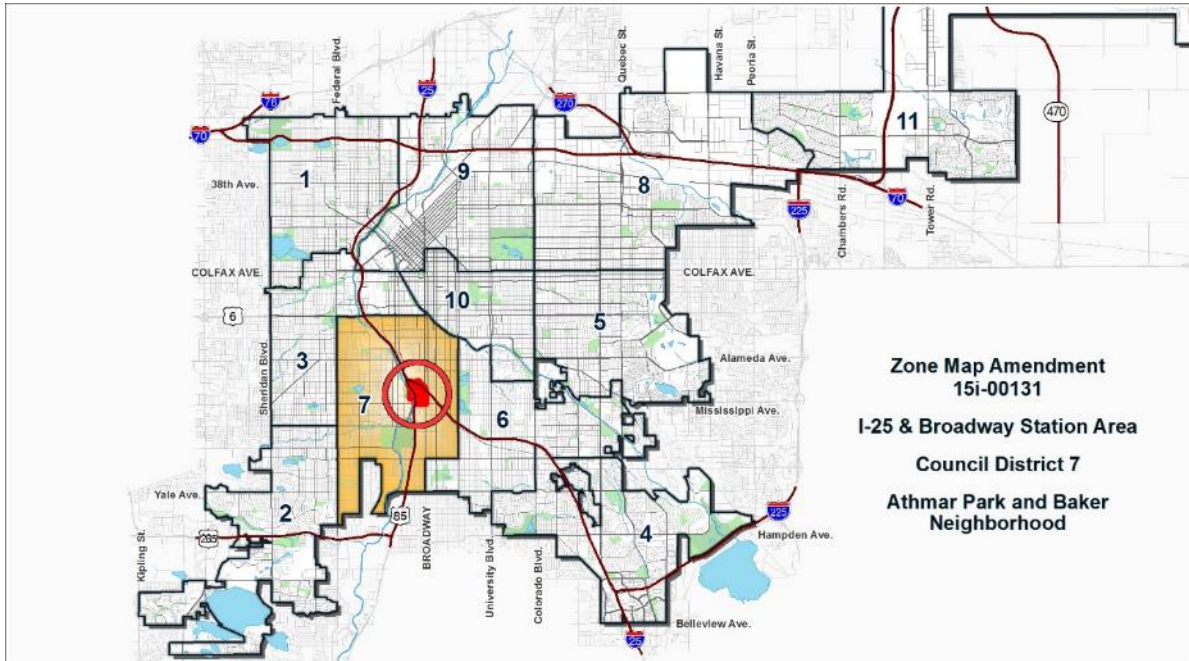 Federal Blvd.
Quebec St.
Havana St.
Peoria St.
25
76
270
70
470
11
1
9
8
38th Ave.
225
Chambers Rd.
70
Tower Rd.
COLFAX AVE.
COLFAX AVE.
10
6
5
3
Sheridan Blvd.
Alameda Ave.
7
6
Mississippi Ave.
Yale Ave.
2
85
4
225
Kipling St.
285
BROADWAY
University Blvd.
Colorado Blvd.
Hampden Ave.
Belleview Ave.
25
Zone Map Amendment
15i-00131
I-25 & Broadway Station Area
Council District 7
Athmar Park and Baker
Neighborhood